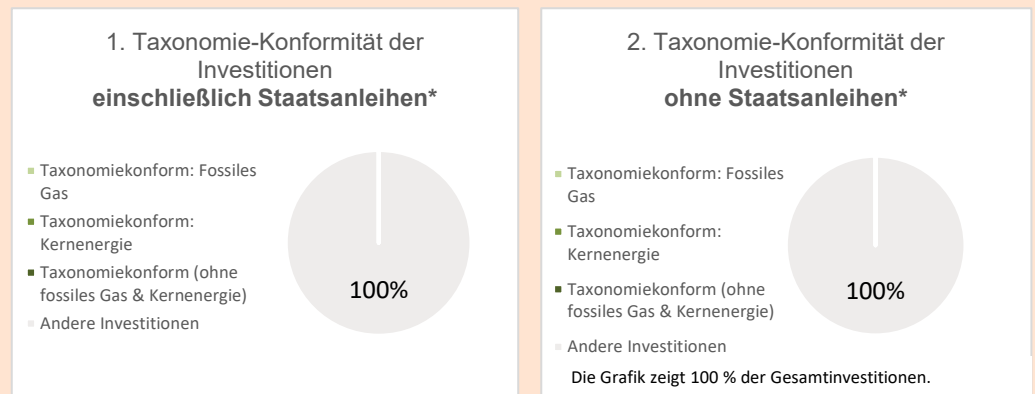 1. Taxonomie-Konformität der
Investitionen
einschließlich Staatsanleihen*
Taxonomiekonform: Fossiles
Gas
Taxonomiekonform:
Kernenergie
Taxonomiekonform (ohne
fossiles Gas & Kernenergie)
Andere Investitionen
100%
2. Taxonomie-Konformität der
Investitionen
ohne Staatsanleihen*
Taxonomiekonform: Fossiles
Gas
Taxonomiekonform:
Kernenergie
Taxonomiekonform (ohne
fossiles Gas & Kernenergie)
Andere Investitionen
100%
Die Grafik zeigt 100 % der Gesamtinvestitionen.